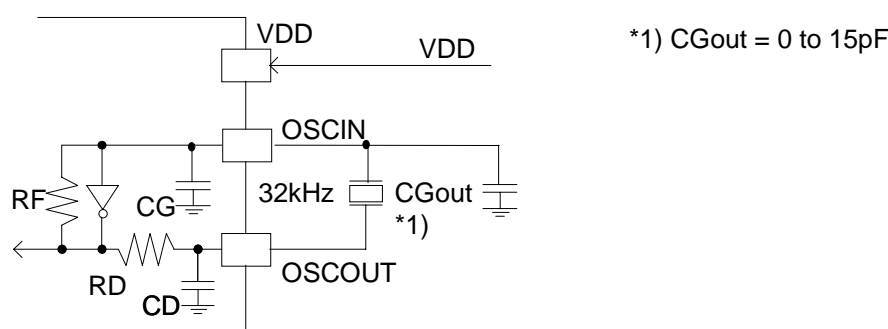 VDD
VDD
*1) CGout = 0 to 15pF
OSCIN
RF
CG
32kHz
CGout
*1)
RD
CD
OSCOUT